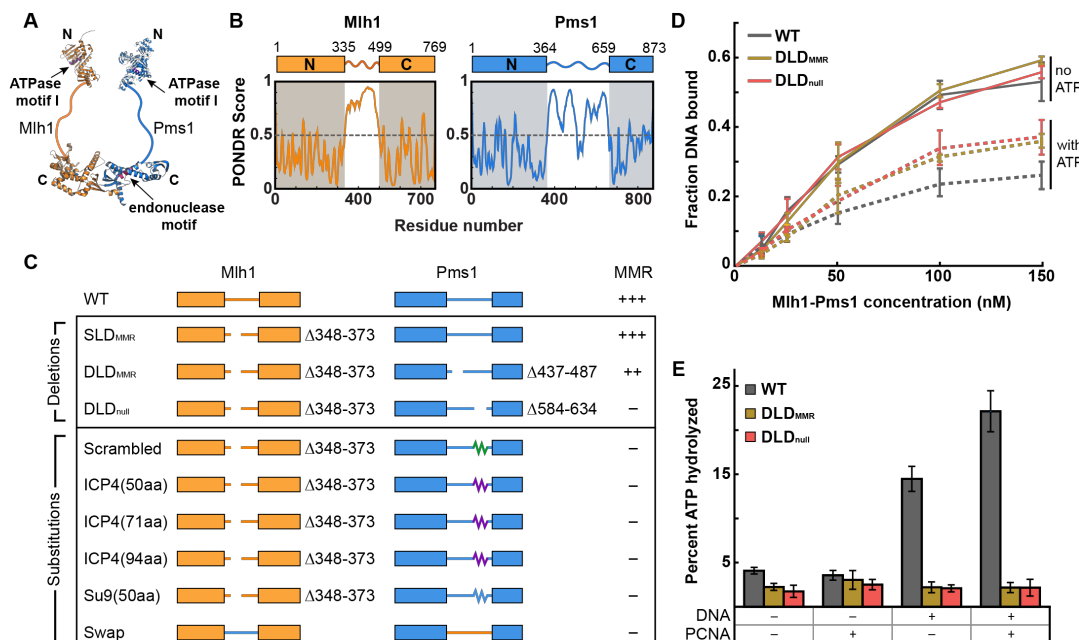 A
N
N
ATPase
motif I
ATPase
motif I
Mlh1
Pms1
C
C
endonuclease
motif
B
Mlh1
Pms1
1 335 499 769
1 364 659 873
N C
N C
PONDR Score
1
0.5
0
0 400 700
1
0.5
0
0 400 800
Residue number
C
Mlh1 Pms1 MMR
WT +++
Deletions
SLDMMR Δ348-373 +++
DLDMMR Δ348-373 Δ437-487 ++
DLDnull Δ348-373 Δ584-634 –
Substitutions
Scrambled Δ348-373 –
ICP4(50aa) Δ348-373 –
ICP4(71aa) Δ348-373 –
ICP4(94aa) Δ348-373 –
Su9(50aa) Δ348-373 –
Swap –
D
WT
DLDMMR
DLDnull
no
ATP
with
ATP
Fraction DNA bound
0.6
0.4
0.2
0
0 50 100 150
Mlh1-Pms1 concentration (nM)
E
WT
DLDMMR
DLDnull
Percent ATP hydrolyzed
25
15
5
DNA – – + +
PCNA – + – +